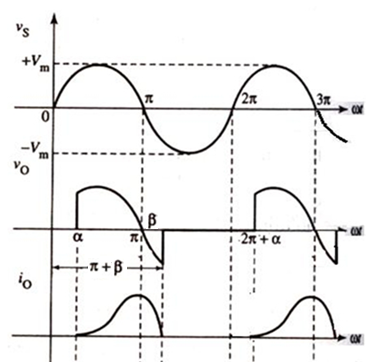 vS
+Vm
0 π 2π 3π ωt
−Vm
vO
α π β 2π + α ωt
π + β
iO
ωt